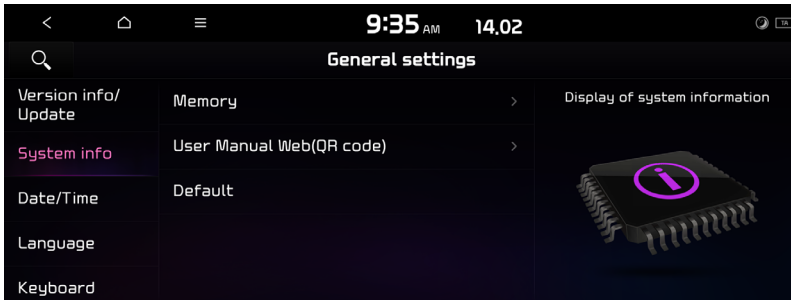 9:35 AM 14.02
TA
General settings
Version info/
Update
System info
Date/Time
Language
Keyboard
Memory
User Manual Web(QR code)
Default
Display of system information
i